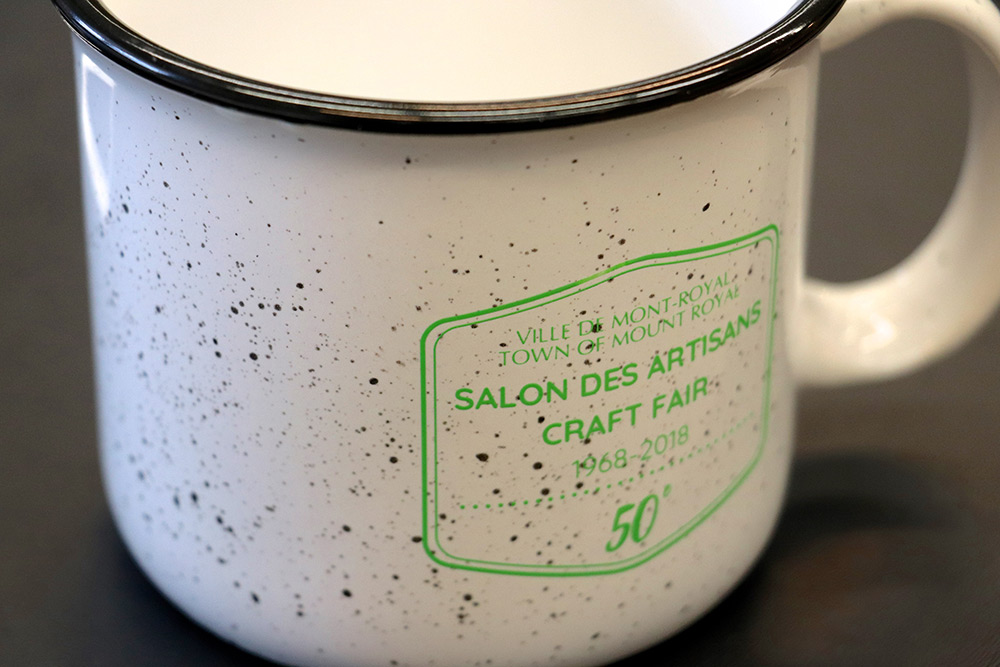 VILLE DE MONT-ROYAL
TOWN OF MOUNT ROYAL
SALON DES ARTISANS
CRAFT FAIR
1968-2018
50e